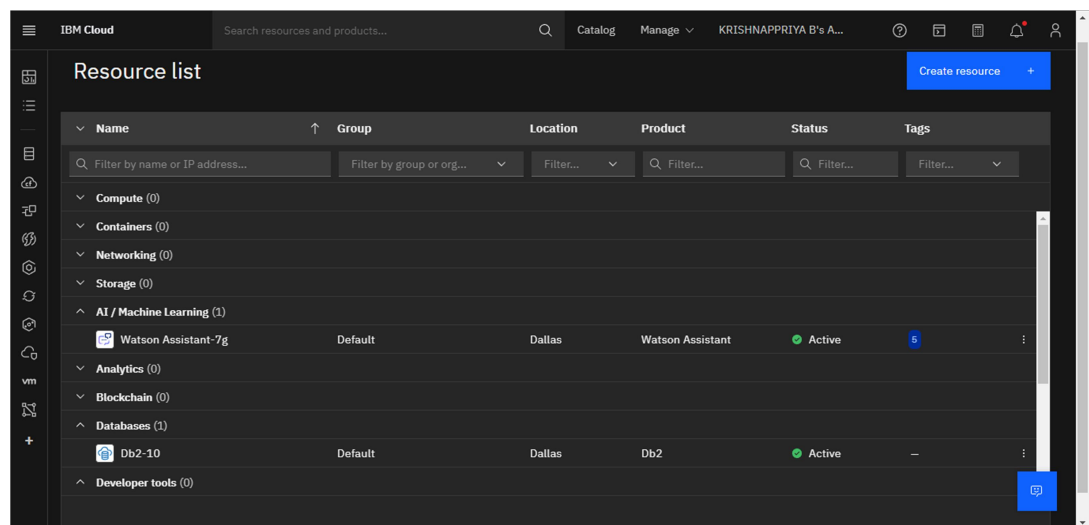 IBM Cloud Search resources and products... Catalog Manage KRISHNAPPRIYA B's A...
Resource list Create resource +
Name Group Location Product Status Tags
Filter by name or IP address... Filter by group or org... Filter... Filter... Filter... Filter...
Compute (0)
Containers (0)
Networking (0)
Storage (0)
AI / Machine Learning (1)
Watson Assistant-7g Default Dallas Watson Assistant Active 5
Analytics (0)
Blockchain (0)
vm
Databases (1)
Db2-10 Default Dallas Db2 Active –
Developer tools (0)